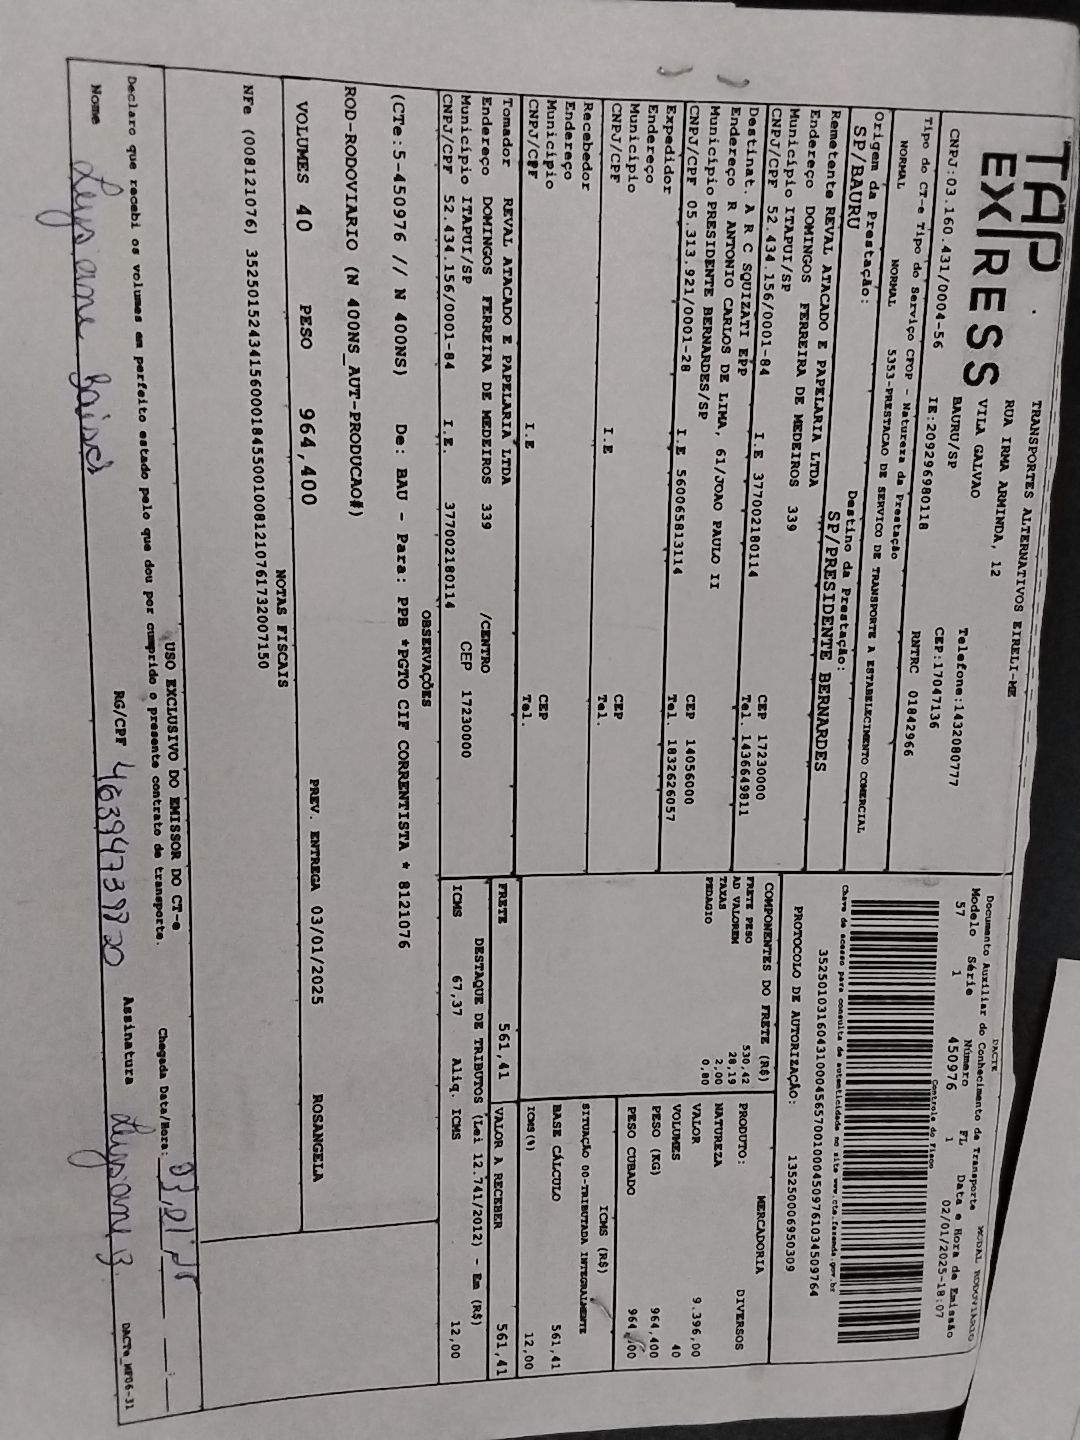 TAP EXPRESS
TRANSPORTES ALTERNATIVOS EIRELI-ME
RUA IRMA ARMINDA, 12
VILA GALVAO
BAURU/SP
Telefone:1432080777
CEP:17047136
CNPJ:03.160.431/0004-56 IE:209296980118
RNTRC 01842966
Tipo do CT-e Tipo do Serviço CFOP - Natureza da Prestação
NORMAL NORMAL 5353-PRESTACAO DE SERVICO DE TRANSPORTE A ESTABELECIMENTO COMERCIAL
Origem da Prestação: Destino da Prestação:
SP/BAURU SP/PRESIDENTE BERNARDES
Remetente REVAL ATACADO E PAPELARIA LTDA
Endereço DOMINGOS FERREIRA DE MEDEIROS 339
Município ITAPUI/SP CEP 17230000
CNPJ/CPF 52.434.156/0001-84 I.E 377002180114 Tel. 1436649811
Destinat. A R C SQUIZATI EPP
Endereço R ANTONIO CARLOS DE LIMA, 61/JOAO PAULO II
Município PRESIDENTE BERNARDES/SP CEP 14056000
CNPJ/CPF 05.313.921/0001-28 I.E 560065813114 Tel. 1832626057
Expedidor
Endereço
Município CEP
CNPJ/CPF I.E Tel.
Recebedor
Endereço
Município CEP
CNPJ/CPF I.E Tel.
Tomador REVAL ATACADO E PAPELARIA LTDA
Endereço DOMINGOS FERREIRA DE MEDEIROS 339 /CENTRO
Município ITAPUI/SP CEP 17230000
CNPJ/CPF 52.434.156/0001-84 I.E. 377002180114
DACTE MODAL RODOVIARIO
Documento Auxiliar do Conhecimento de Transporte
Modelo Série Número FL Data e Hora de Emissão
57 1 450976 1 02/01/2025-18:07
Controle do Fisco
Chave de acesso para consulta de autenticidade no site www.cte.fazenda.gov.br
35250103160431000456570010004509761034509764
PROTOCOLO DE AUTORIZAÇÃO: 135250006950309
COMPONENTES DO FRETE (R$)
FRETE PESO 530,42
AD VALOREM 28,19
TAXAS 2,00
PEDAGIO 0,80
MERCADORIA
PRODUTO: DIVERSOS
NATUREZA
VALOR 9.396,00
VOLUMES 40
PESO (KG) 964,400
PESO CUBADO
ICMS (R$)
SITUAÇÃO 00-TRIBUTADA INTEGRALMENTE
BASE CÁLCULO 561,41
ICMS(%) 12,00
FRETE 561,41 VALOR A RECEBER 561,41
DESTAQUE DE TRIBUTOS (Lei 12.741/2012) - Em (R$)
ICMS 67,37 Aliq. ICMS 12,00
OBSERVAÇÕES
(CTe:5-450976 // N 400NS) De: BAU - Para: PPB *PGTO CIF CORRENTISTA * 8121076
ROD-RODOVIARIO (N 400NS_AUT-PRODUCAO#)
VOLUMES 40 PESO 964,400 PREV. ENTREGA 03/01/2025 ROSANGELA
NOTAS FISCAIS
NFe (008121076) 35250152434156000184550010081210761732007150
USO EXCLUSIVO DO EMISSOR DO CT-e
Declaro que recebi os volumes em perfeito estado pelo que dou por cumprido o presente contrato de transporte.
Chegada Data/Hora: 03/01/25
Nome RG/CPF Assinatura
DACTe_MF06-31